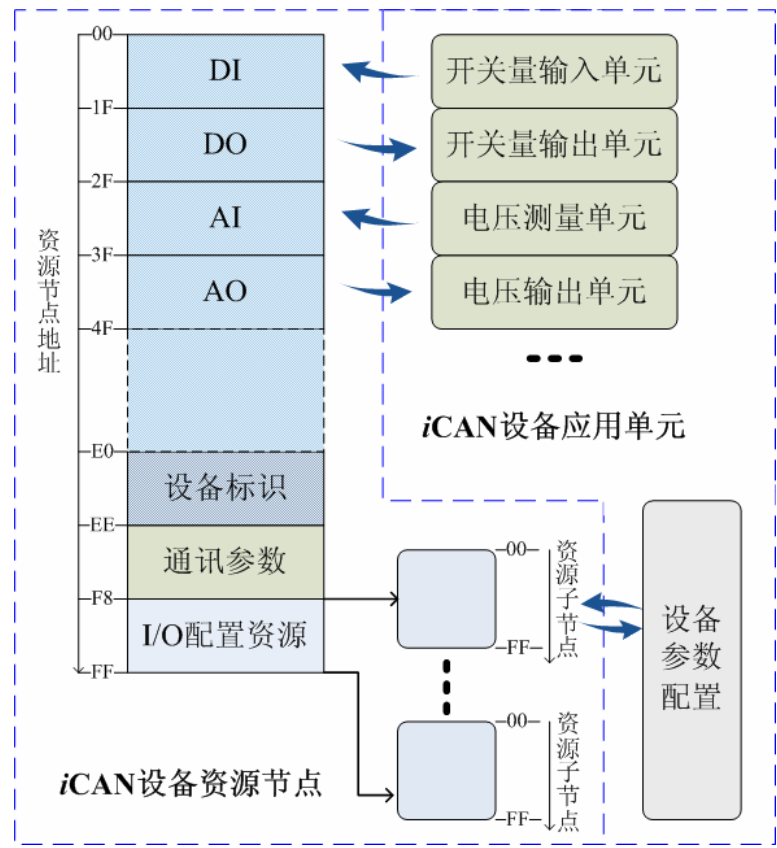 00
DI
开关量输入单元
1F
DO
开关量输出单元
2F
AI
电压测量单元
3F
AO
电压输出单元
4F
资源节点地址
iCAN设备应用单元
E0
设备标识
EE
通讯参数
F8
I/O配置资源
FF
00
资源子节点
FF
设备
参数
配置
00
资源子节点
FF
iCAN设备资源节点